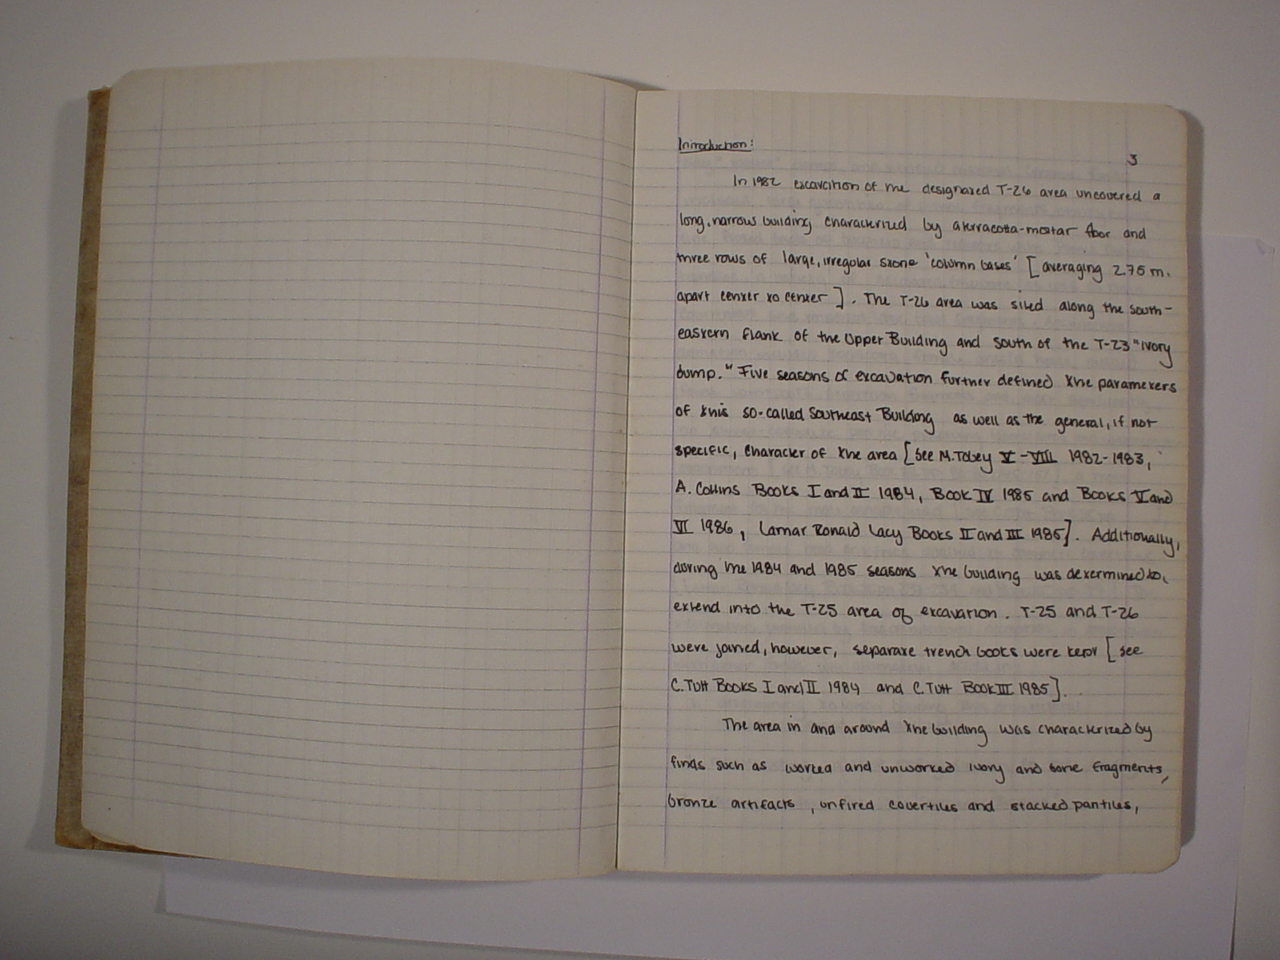 Introduction:
3
In 1982 excavation of the designated T-26 area uncovered a
long, narrow building characterized by a terracotta-mortar floor and
three rows of large, irregular stone 'column bases' [averaging 2.75 m.
apart center to center]. The T-26 area was sited along the south-
eastern flank of the Upper Building and south of the T-23 "ivory
dump." Five seasons of excavation further defined the parameters
of this so-called Southeast Building as well as the general, if not
specific, character of the area [see M. Tobey V-VIII 1982-1983,
A. Collins Books I and II 1984, Book IV 1985 and Books V and
VI 1986, Lamar Ronald Lacy Books II and III 1985]. Additionally,
during the 1984 and 1985 seasons the building was determined to
extend into the T-25 area of excavation. T-25 and T-26
were joined, however, separate trench books were kept [see
C. Tutt Books I and II 1984 and C. Tutt Book III 1985].
The area in and around the building was characterized by
finds such as worked and unworked ivory and bone fragments,
bronze artifacts, unfired covertiles and stacked pantiles,